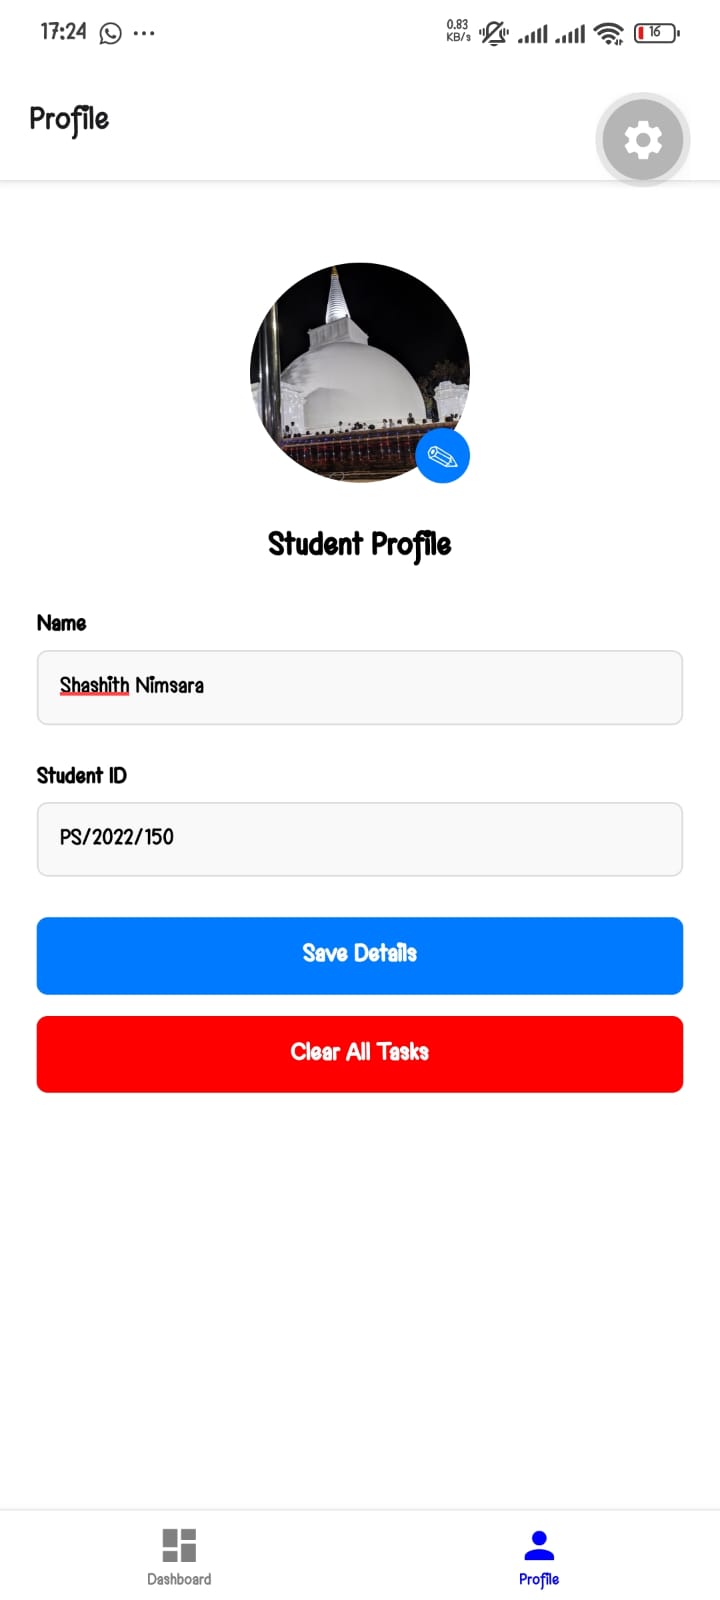 17:24
0.83
KB/s
16
Profile
Student Profile
Name
Shashith Nimsara
Student ID
PS/2022/150
Save Details
Clear All Tasks
Dashboard
Profile